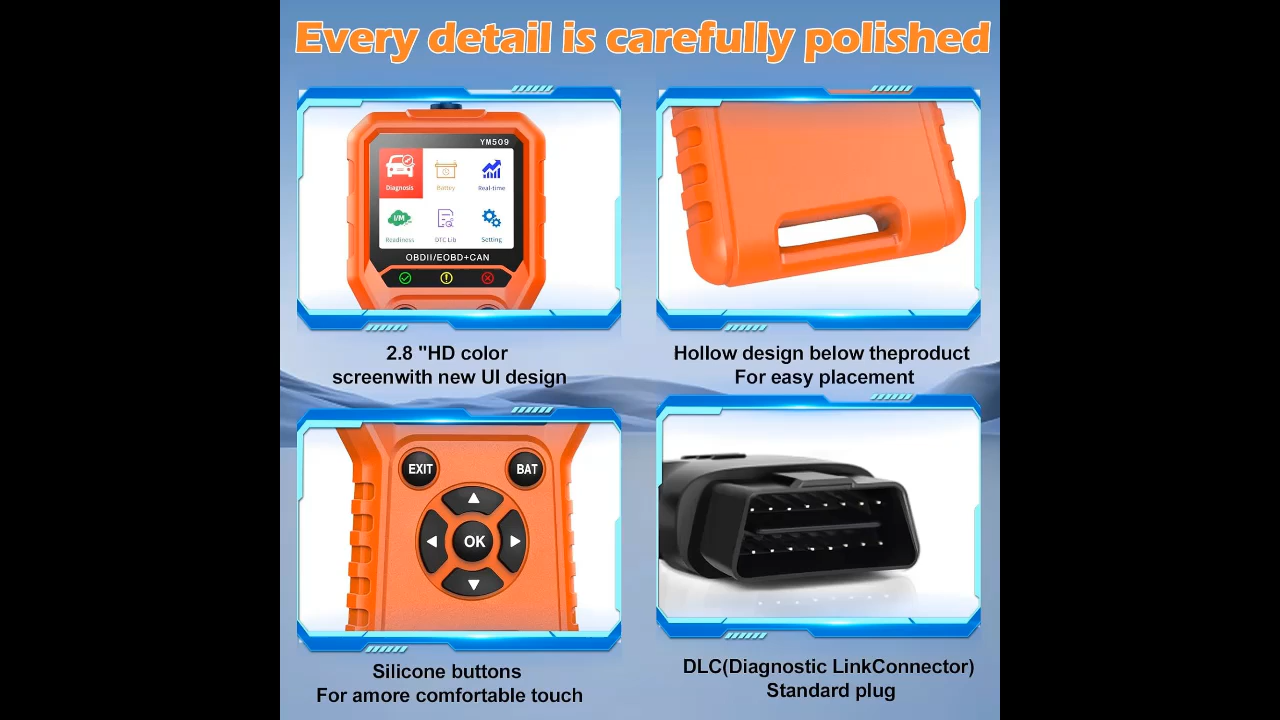 Every detail is carefully polished
YM509
Diagnosis
Battey
Real-time
I/M
Readiness
DTC Lib
Setting
OBDII/EOBD+CAN
2.8 "HD color
screenwith new UI design
Hollow design below theproduct
For easy placement
EXIT
BAT
OK
Silicone buttons
For amore comfortable touch
DLC(Diagnostic LinkConnector)
Standard plug